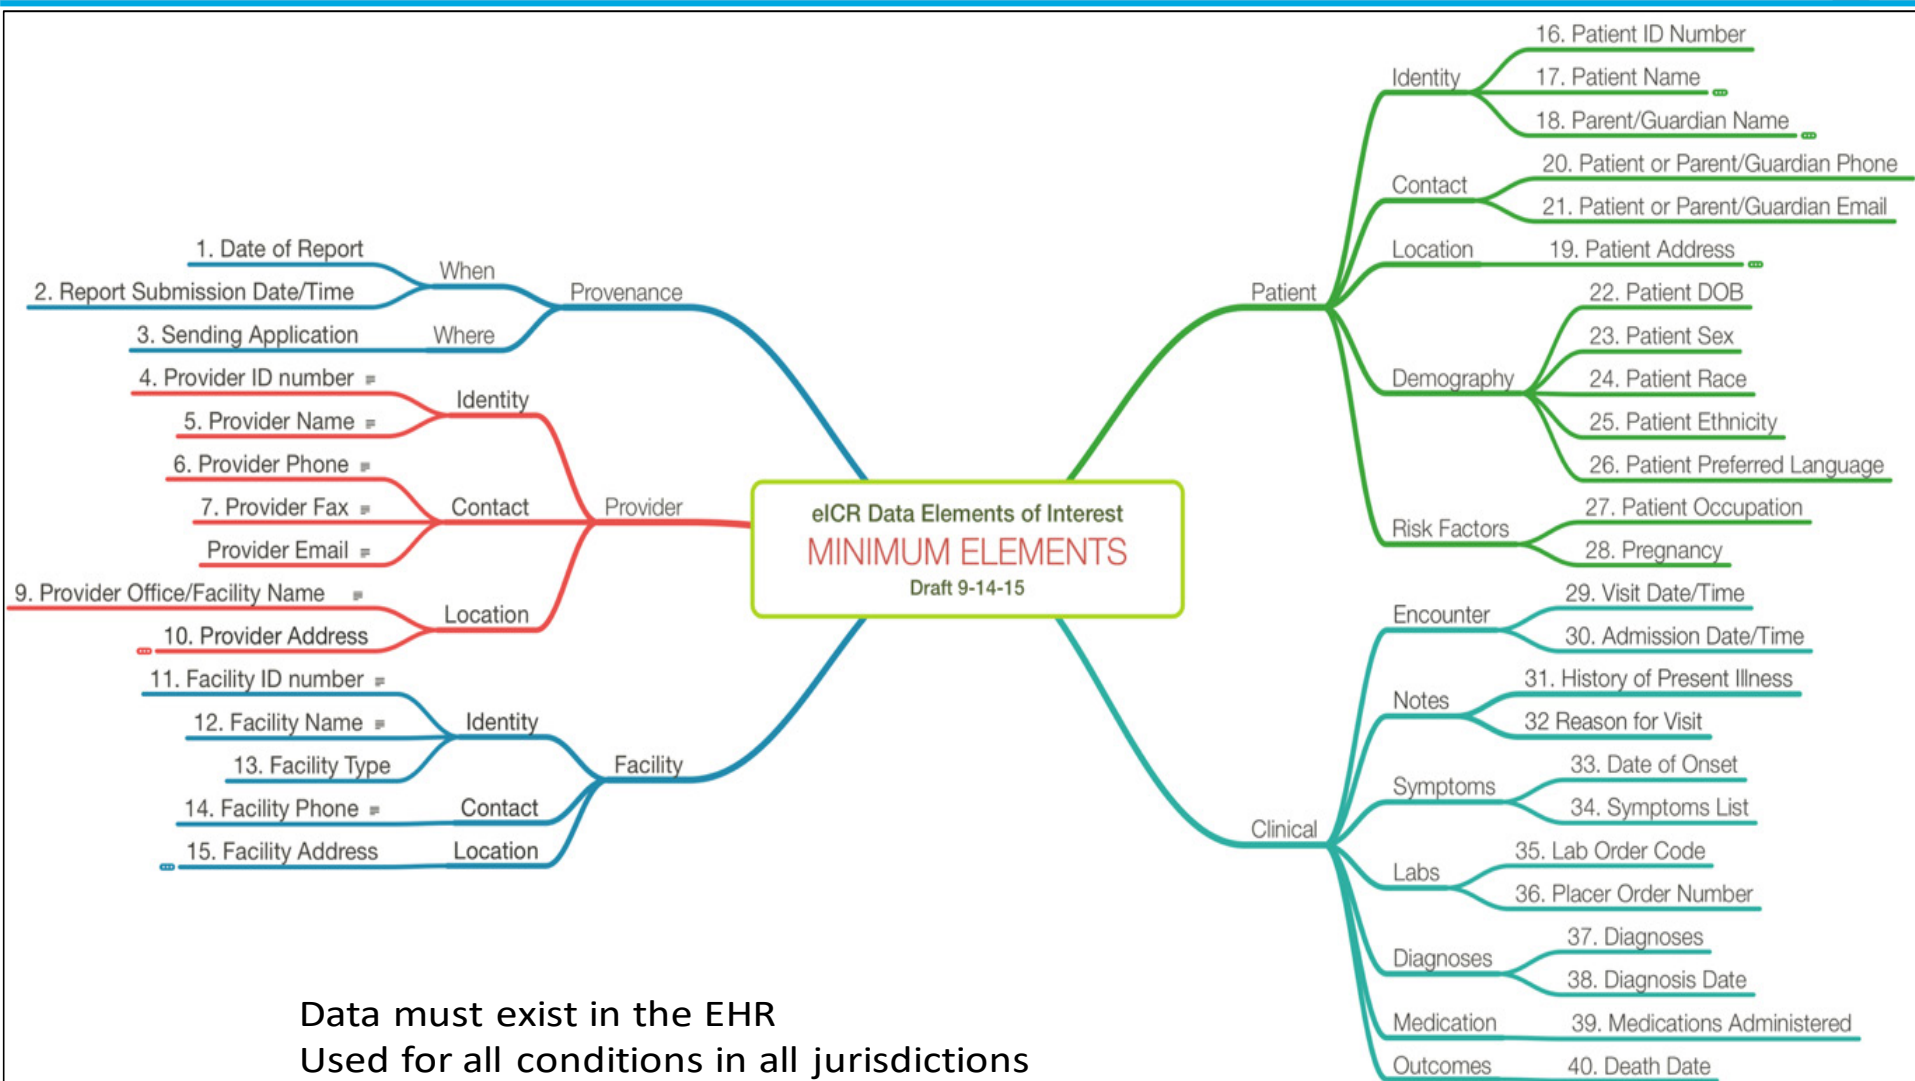 1. Date of Report
2. Report Submission Date/Time
When
3. Sending Application
Where
Provenance
4. Provider ID number
5. Provider Name
Identity
6. Provider Phone
7. Provider Fax
Provider Email
Contact
9. Provider Office/Facility Name
10. Provider Address
Location
Provider
11. Facility ID number
12. Facility Name
13. Facility Type
Identity
14. Facility Phone
Contact
15. Facility Address
Location
Facility
eICR Data Elements of Interest
MINIMUM ELEMENTS
Draft 9-14-15
Patient
Identity
16. Patient ID Number
17. Patient Name
18. Parent/Guardian Name
Contact
20. Patient or Parent/Guardian Phone
21. Patient or Parent/Guardian Email
Location
19. Patient Address
Demography
22. Patient DOB
23. Patient Sex
24. Patient Race
25. Patient Ethnicity
26. Patient Preferred Language
Risk Factors
27. Patient Occupation
28. Pregnancy
Clinical
Encounter
29. Visit Date/Time
30. Admission Date/Time
Notes
31. History of Present Illness
32 Reason for Visit
Symptoms
33. Date of Onset
34. Symptoms List
Labs
35. Lab Order Code
36. Placer Order Number
Diagnoses
37. Diagnoses
38. Diagnosis Date
Medication
39. Medications Administered
Outcomes
40. Death Date
Data must exist in the EHR
Used for all conditions in all jurisdictions